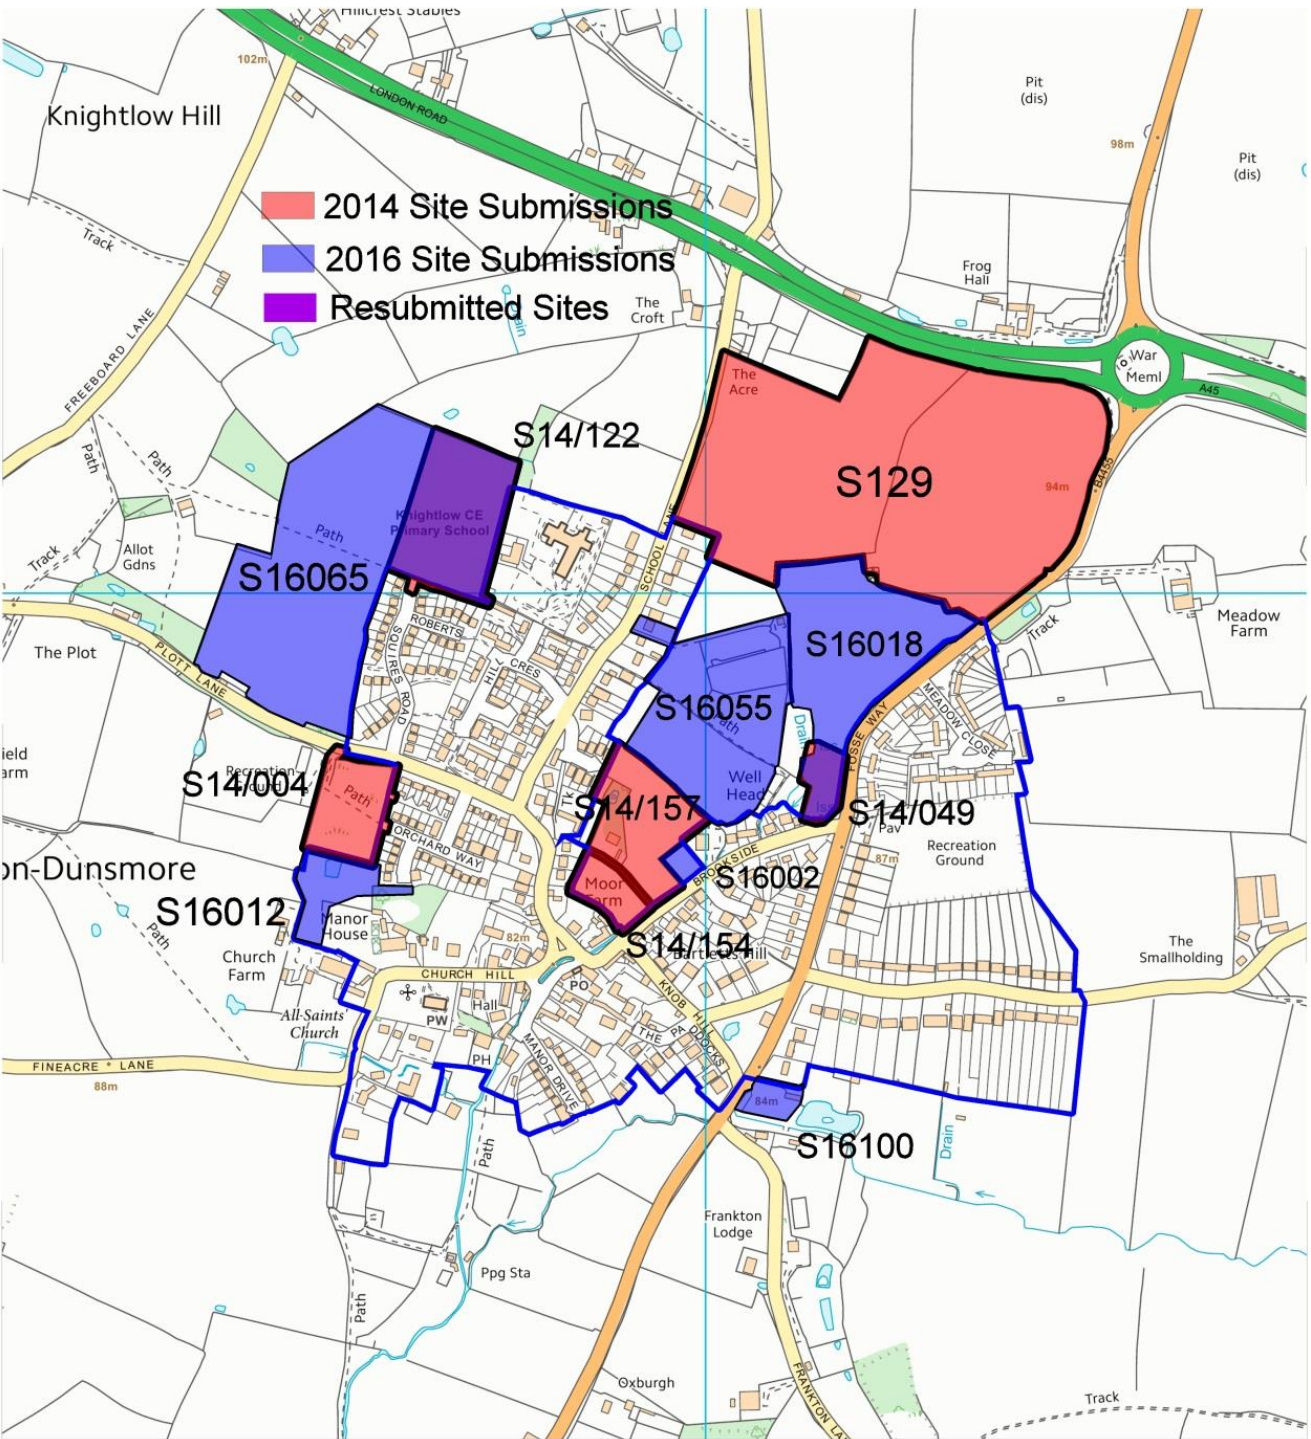 Hillcrest Stables
102m
Knightlow Hill
LONDON ROAD
Pit
(dis)
98m
Pit
(dis)
2014 Site Submissions
2016 Site Submissions
Resubmitted Sites
Track
Drain
The
Croft
Frog
Hall
FREEBOARD LANE
War
Meml
A45
The
Acre
S14/122
S129
94m
B4455
Path
Path
Knightlow CE
Primary School
Path
Track
Allot
Gdns
S16065
SCHOOL LANE
Meadow
Farm
Track
ROBERTS
The Plot
PLOTT LANE
SQUIRES ROAD
HILL CRES
S16018
MEADOW CLOSE
S16055
Path
Drain
FOSSE WAY
Recreation
Ground
S14/004
Path
Well
Head
Tk
S14/157
S14/049
Pav
87m
Recreation
Ground
ORCHARD WAY
on-Dunsmore
BROOKSIDE
S16002
Moor
Farm
S16012
Manor
House
Path
82m
S14/154
Bartletts Hill
The
Smallholding
Church
Farm
CHURCH HILL
PO
KNOB HILL
Hall
All Saints'
Church
PW
THE PADDOCKS
MANOR DRIVE
PH
FINEACRE LANE
88m
84m
S16100
Drain
Path
Frankton
Lodge
Ppg Sta
Path
Oxburgh
FRANKTON LA
Track